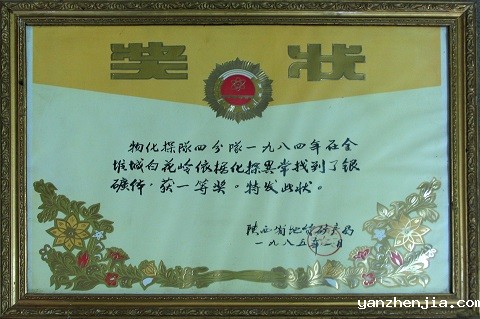 奖状
物化探队四分队一九八四年在金
堆城白花岭依据化探异常找到了银
矿体,获一等奖。特发此状。
陕西省地质矿产局
一九八五年二月
yanzhenjia.com